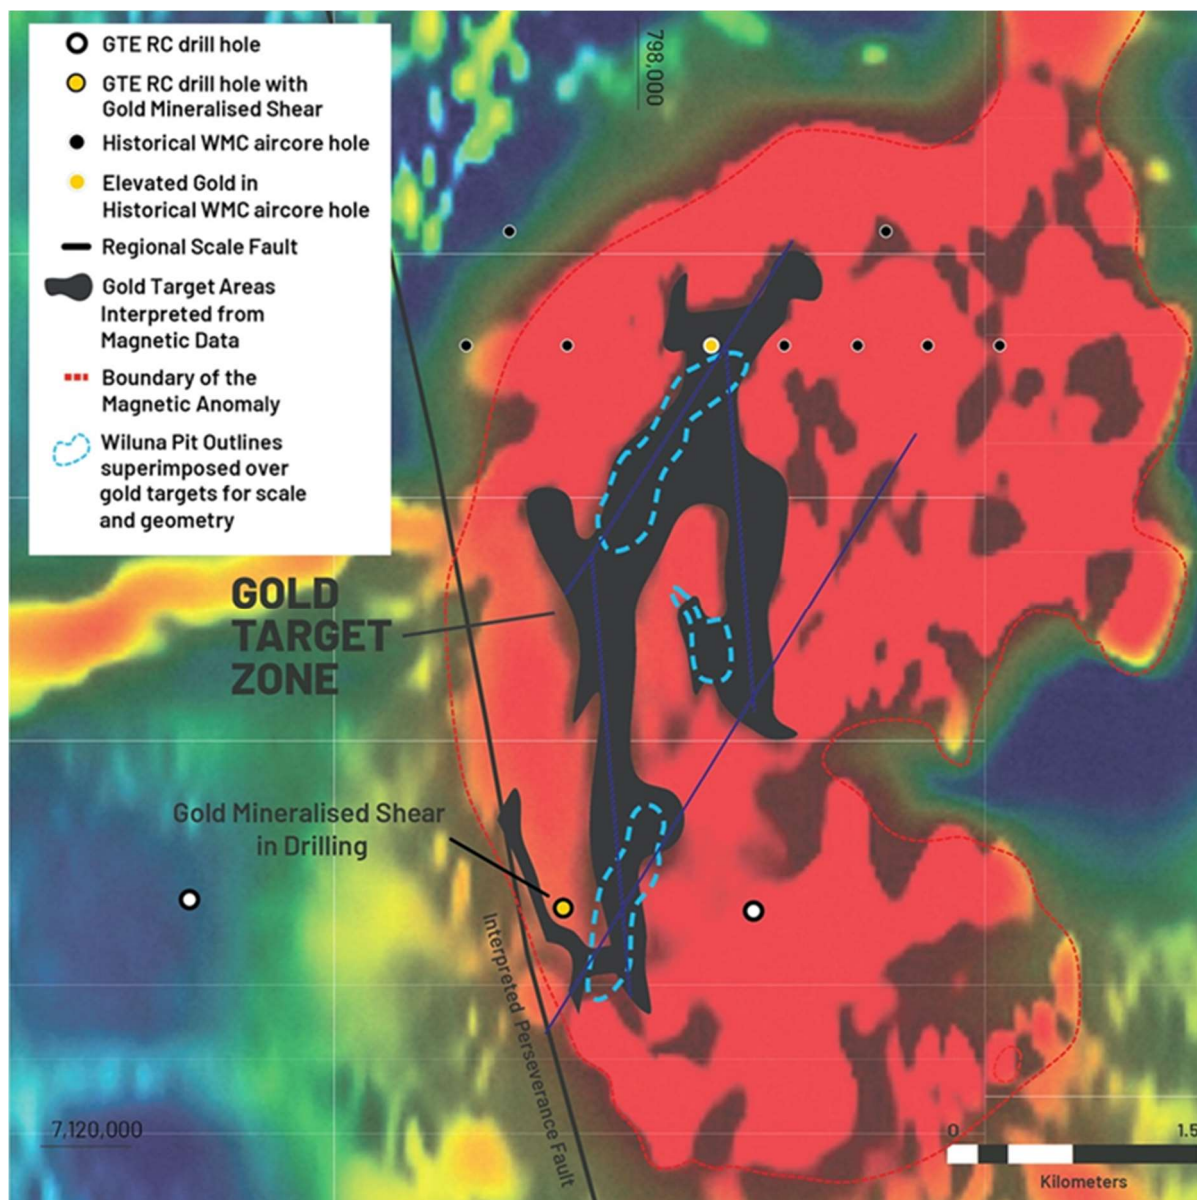 GTE RC drill hole
GTE RC drill hole with
Gold Mineralised Shear
Historical WMC aircore hole
Elevated Gold in
Historical WMC aircore hole
Regional Scale Fault
Gold Target Areas
Interpreted from
Magnetic Data
Boundary of the
Magnetic Anomaly
Wiluna Pit Outlines
superimposed over
gold targets for scale
and geometry
798,000
GOLD
TARGET
ZONE
Gold Mineralised Shear
in Drilling
Interpreted Perseverance Fault
7,120,000
0
1.5
Kilometers